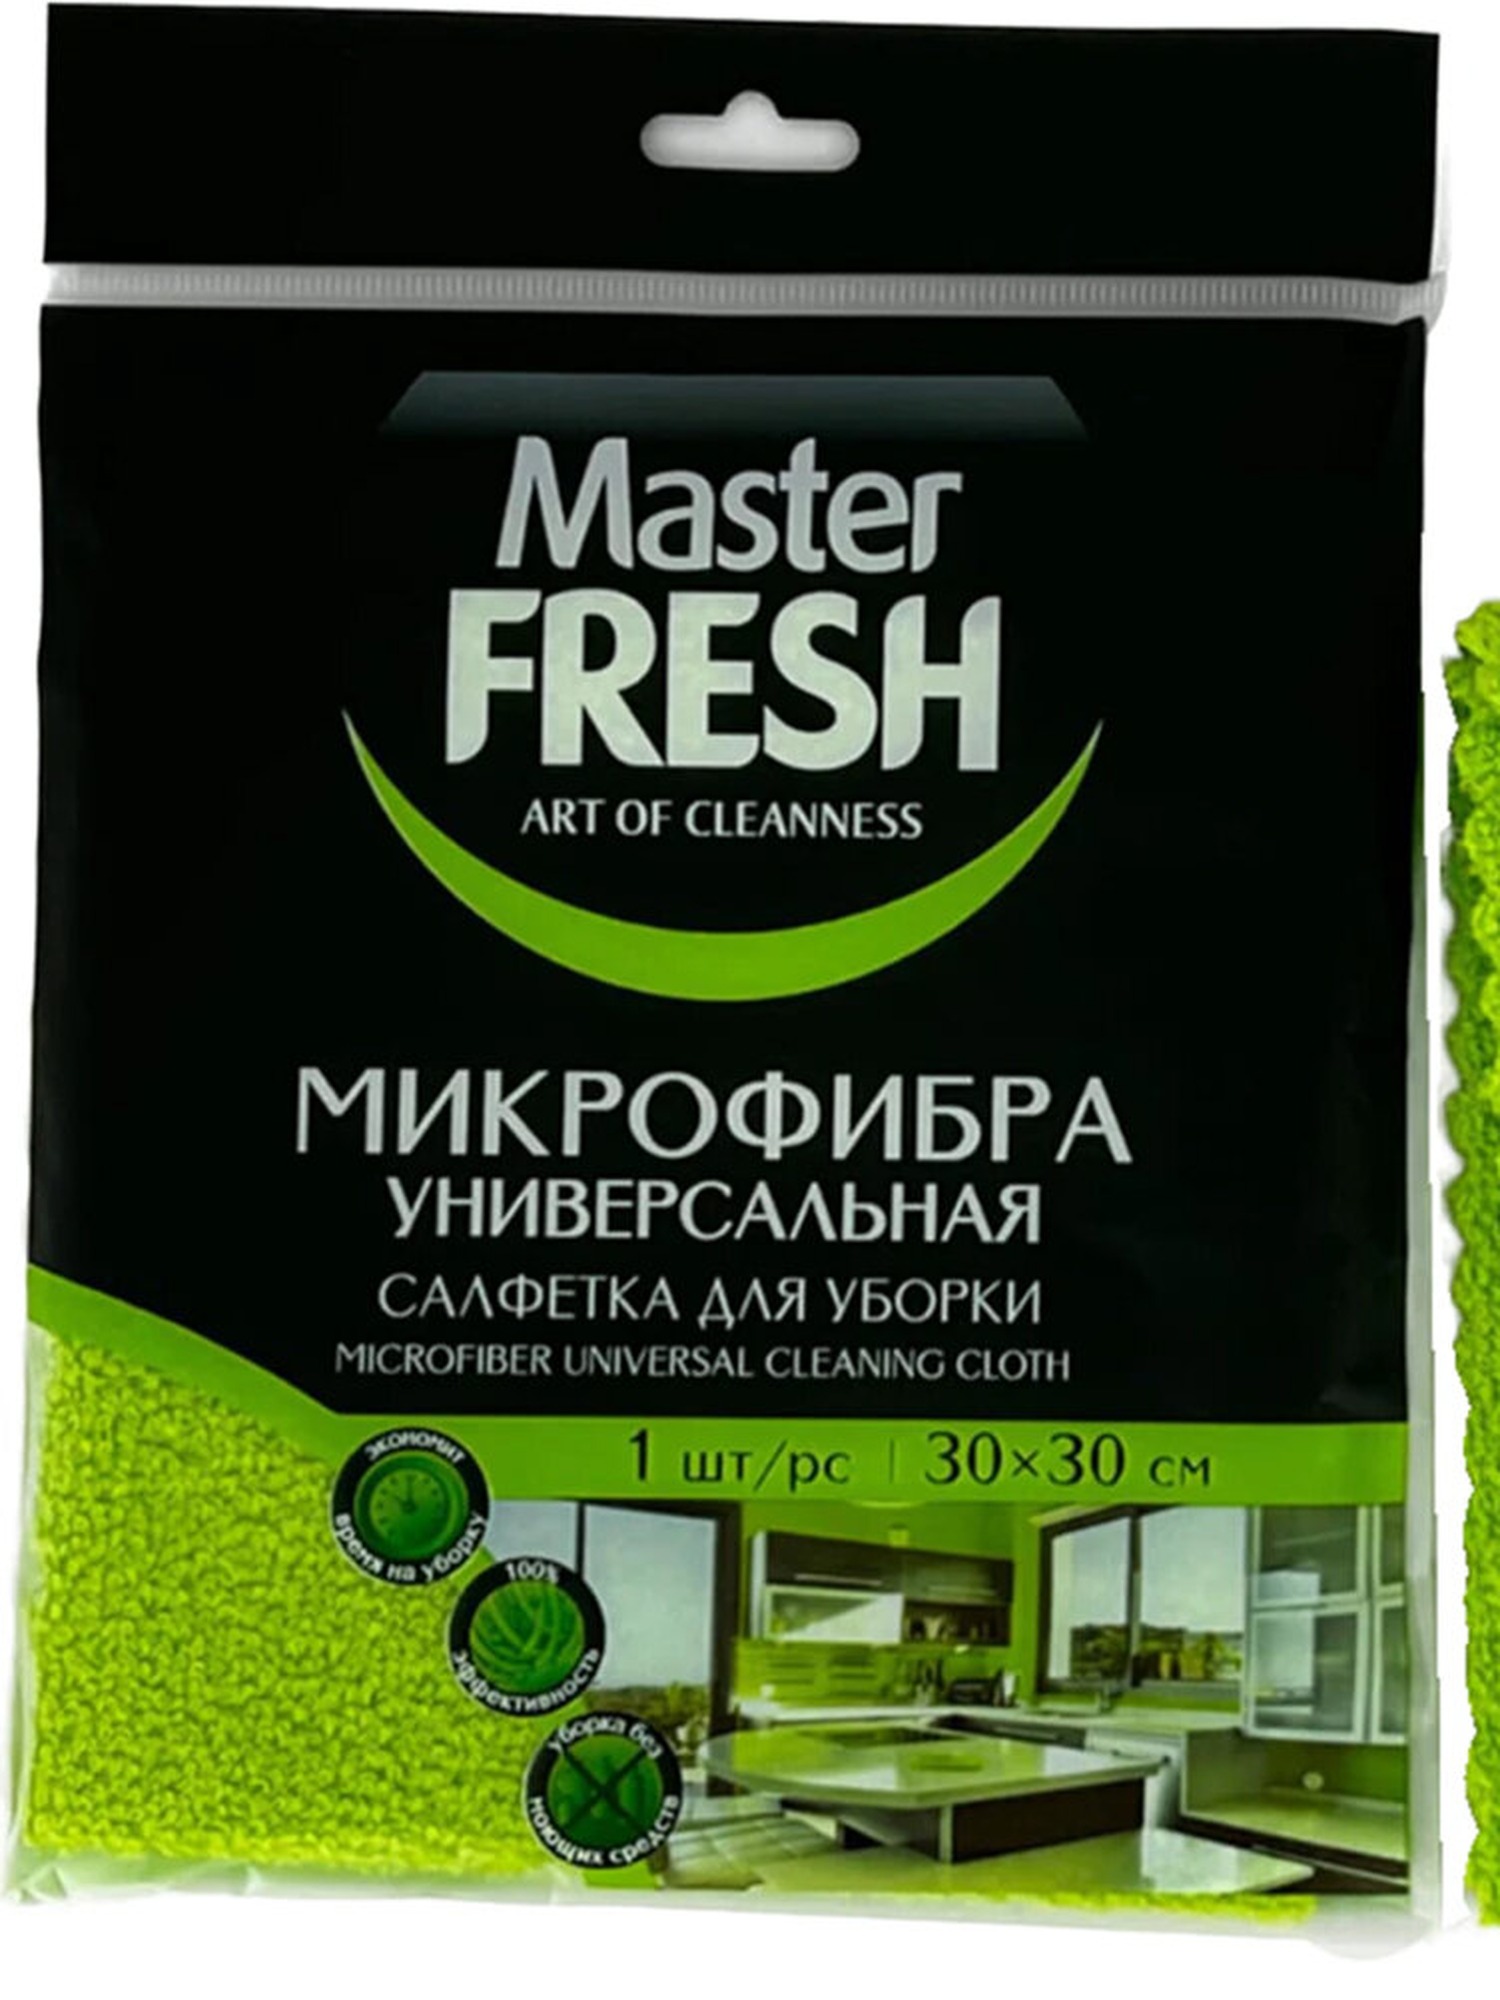 Master
FRESH
ART OF CLEANNESS
МИКРОФИБРА
УНИВЕРСАЛЬНАЯ
САЛФЕТКА ДЛЯ УБОРКИ
MICROFIBER UNIVERSAL CLEANING CLOTH
1 шт/pc | 30×30 см
экономит
время на уборку
100%
эффективность
уборка без
моющих средств